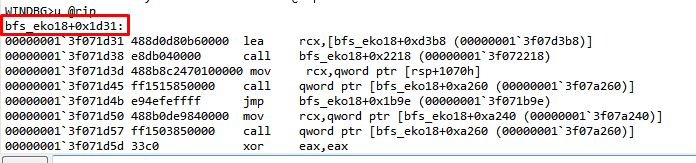 WINDBG>u @rip
bfs_eko18+0x1d31:
00000001`3f071d31 488d0d80b60000 lea rcx,[bfs_eko18+0xd3b8 (00000001`3f07d3b8)]
00000001`3f071d38 e8db040000 call bfs_eko18+0x2218 (00000001`3f072218)
00000001`3f071d3d 488b8c2470100000 mov rcx,qword ptr [rsp+1070h]
00000001`3f071d45 ff1515850000 call qword ptr [bfs_eko18+0xa260 (00000001`3f07a260)]
00000001`3f071d4b e94efeffff jmp bfs_eko18+0x1b9e (00000001`3f071b9e)
00000001`3f071d50 488b0de9840000 mov rcx,qword ptr [bfs_eko18+0xa240 (00000001`3f07a240)]
00000001`3f071d57 ff1503850000 call qword ptr [bfs_eko18+0xa260 (00000001`3f07a260)]
00000001`3f071d5d 33c0 xor eax,eax